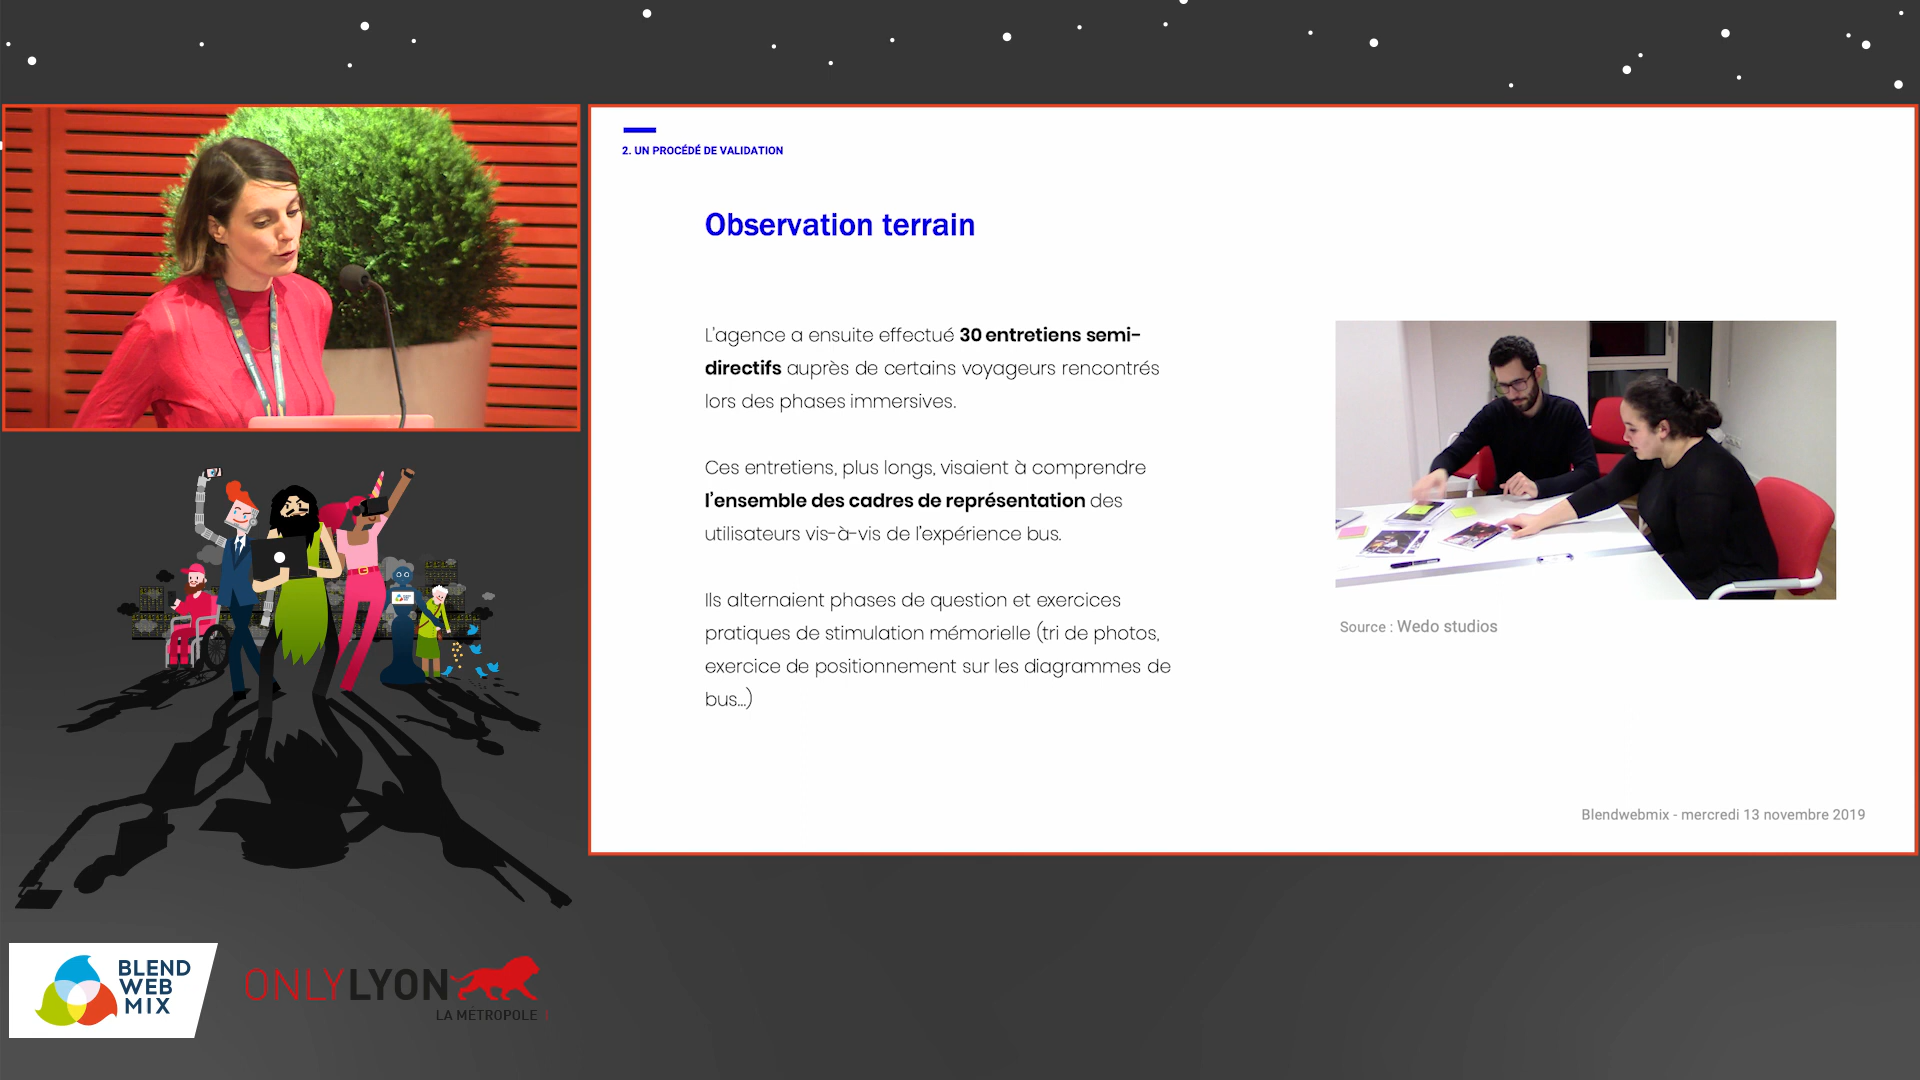 2. UN PROCÉDÉ DE VALIDATION
Observation terrain
L'agence a ensuite effectué 30 entretiens semi-
directifs auprès de certains voyageurs rencontrés
lors des phases immersives.
Ces entretiens, plus longs, visaient à comprendre
l'ensemble des cadres de représentation des
utilisateurs vis-à-vis de l'expérience bus.
Ils alternaient phases de question et exercices
pratiques de stimulation mémorielle (tri de photos,
exercice de positionnement sur les diagrammes de
bus...)
Source : Wedo studios
Blendwebmix - mercredi 13 novembre 2019
BLEND
WEB
MIX
ONLYLYON
LA MÉTROPOLE